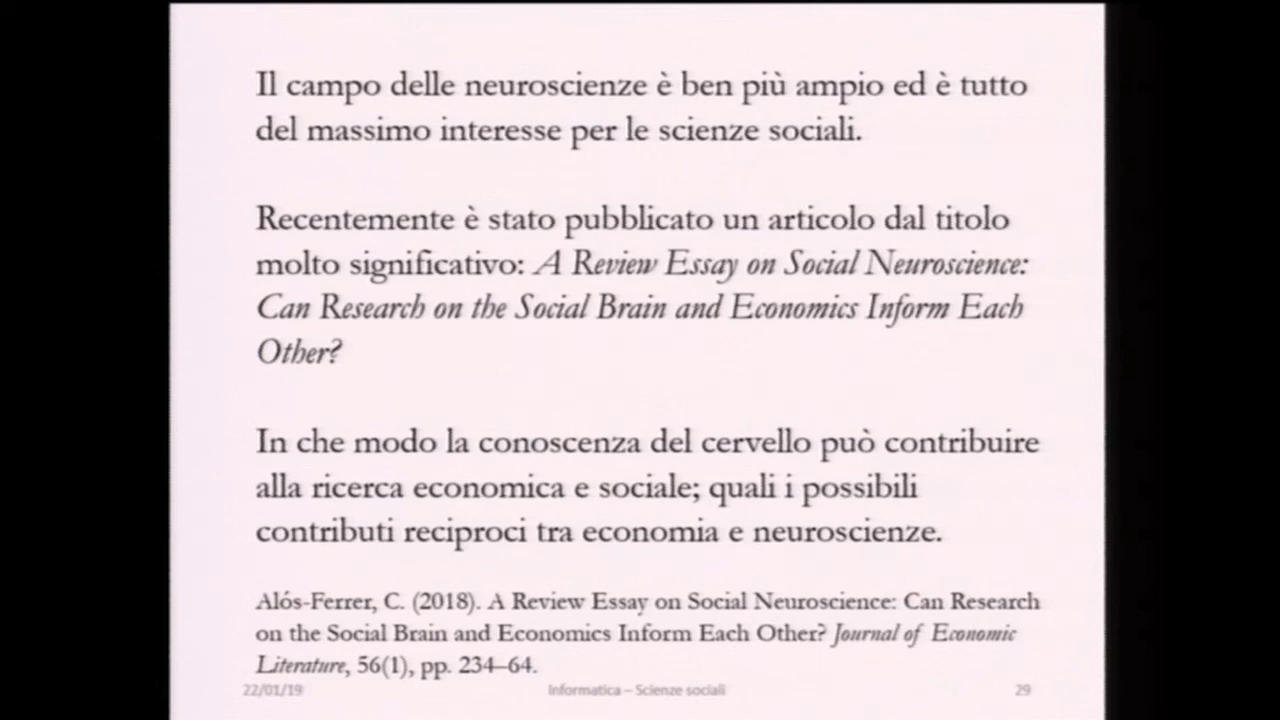 Il campo delle neuroscienze è ben più ampio ed è tutto
del massimo interesse per le scienze sociali.
Recentemente è stato pubblicato un articolo dal titolo
molto significativo: A Review Essay on Social Neuroscience:
Can Research on the Social Brain and Economics Inform Each
Other?
In che modo la conoscenza del cervello può contribuire
alla ricerca economica e sociale; quali i possibili
contributi reciproci tra economia e neuroscienze.
Alós-Ferrer, C. (2018). A Review Essay on Social Neuroscience: Can Research
on the Social Brain and Economics Inform Each Other? Journal of Economic
Literature, 56(1), pp. 234–64.
22/01/19 Informatica – Scienze sociali 29